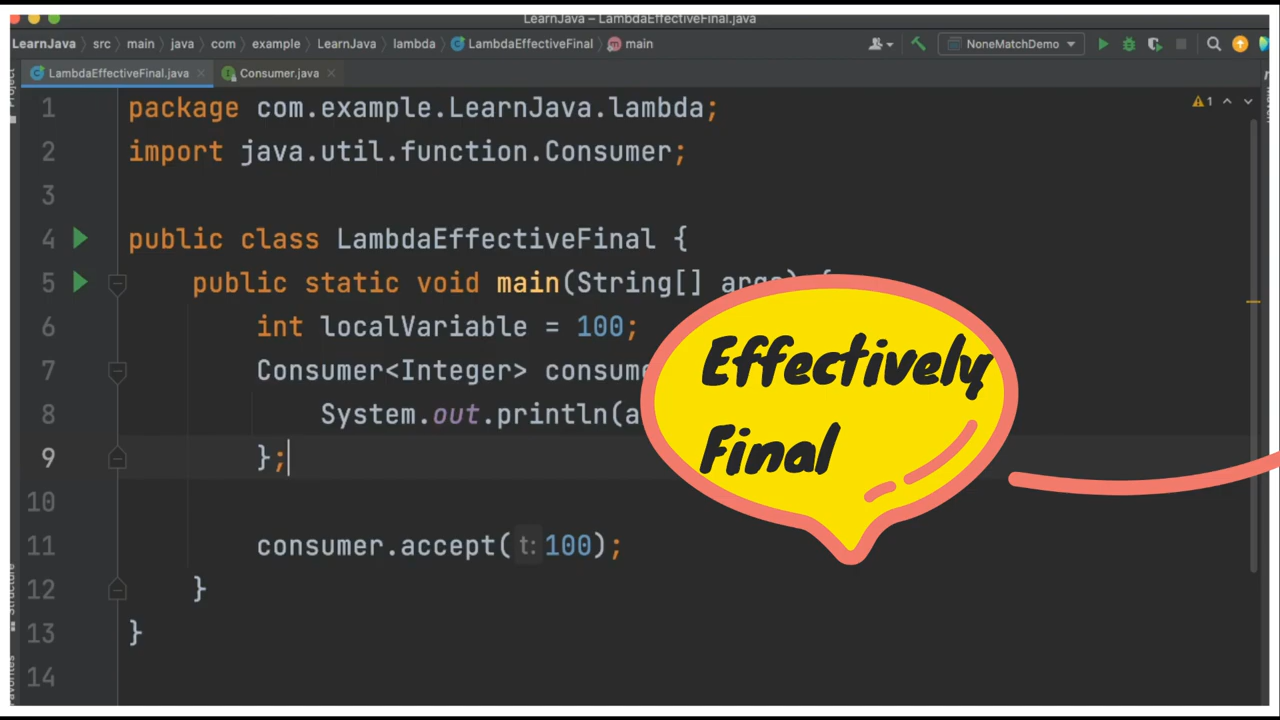 LearnJava – LambdaEffectiveFinal.java
LearnJava src main java com example LearnJava lambda LambdaEffectiveFinal main NoneMatchDemo
LambdaEffectiveFinal.java Consumer.java
1 package com.example.LearnJava.lambda; 1
2 import java.util.function.Consumer;
3
4 public class LambdaEffectiveFinal {
5 public static void main(String[] args) {
6 int localVariable = 100;
7 Consumer<Integer>
8 System.out.println(
9 };
10
11 consumer.accept( t: 100);
12 }
13 }
14
Effectively
Final
Structure